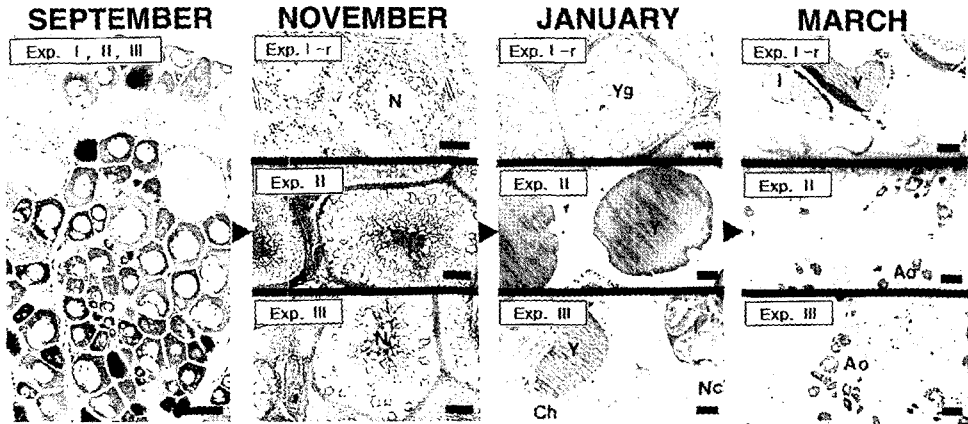 SEPTEMBER NOVEMBER JANUARY MARCH
Exp. I, II, III
Exp. I-r
N
Exp. I-r
Yg
Exp. I-r
Y
Exp. II
Exp. II
Y
Exp. II
Ao
Exp. III
N
Exp. III
Y
Nc
Ch
Exp. III
Ao